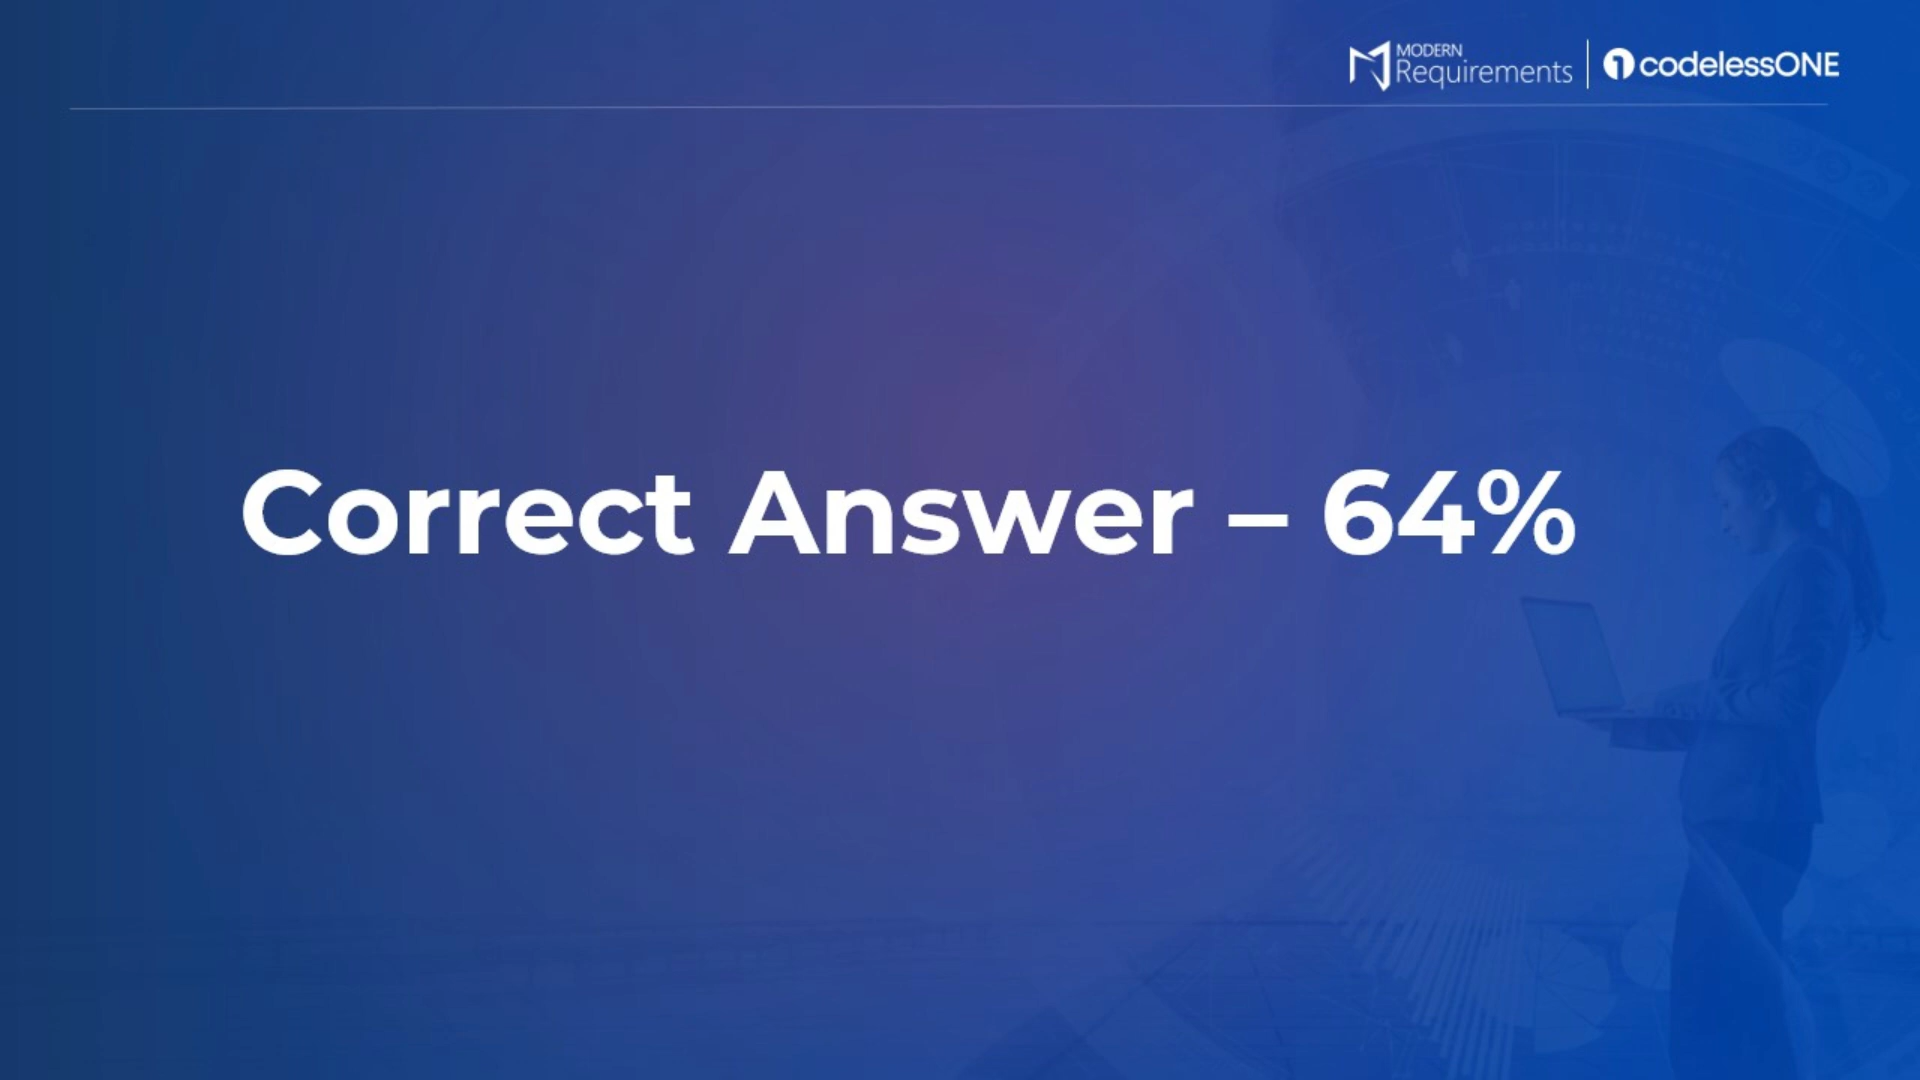 MODERN
Requirements
codelessONE
Correct Answer – 64%